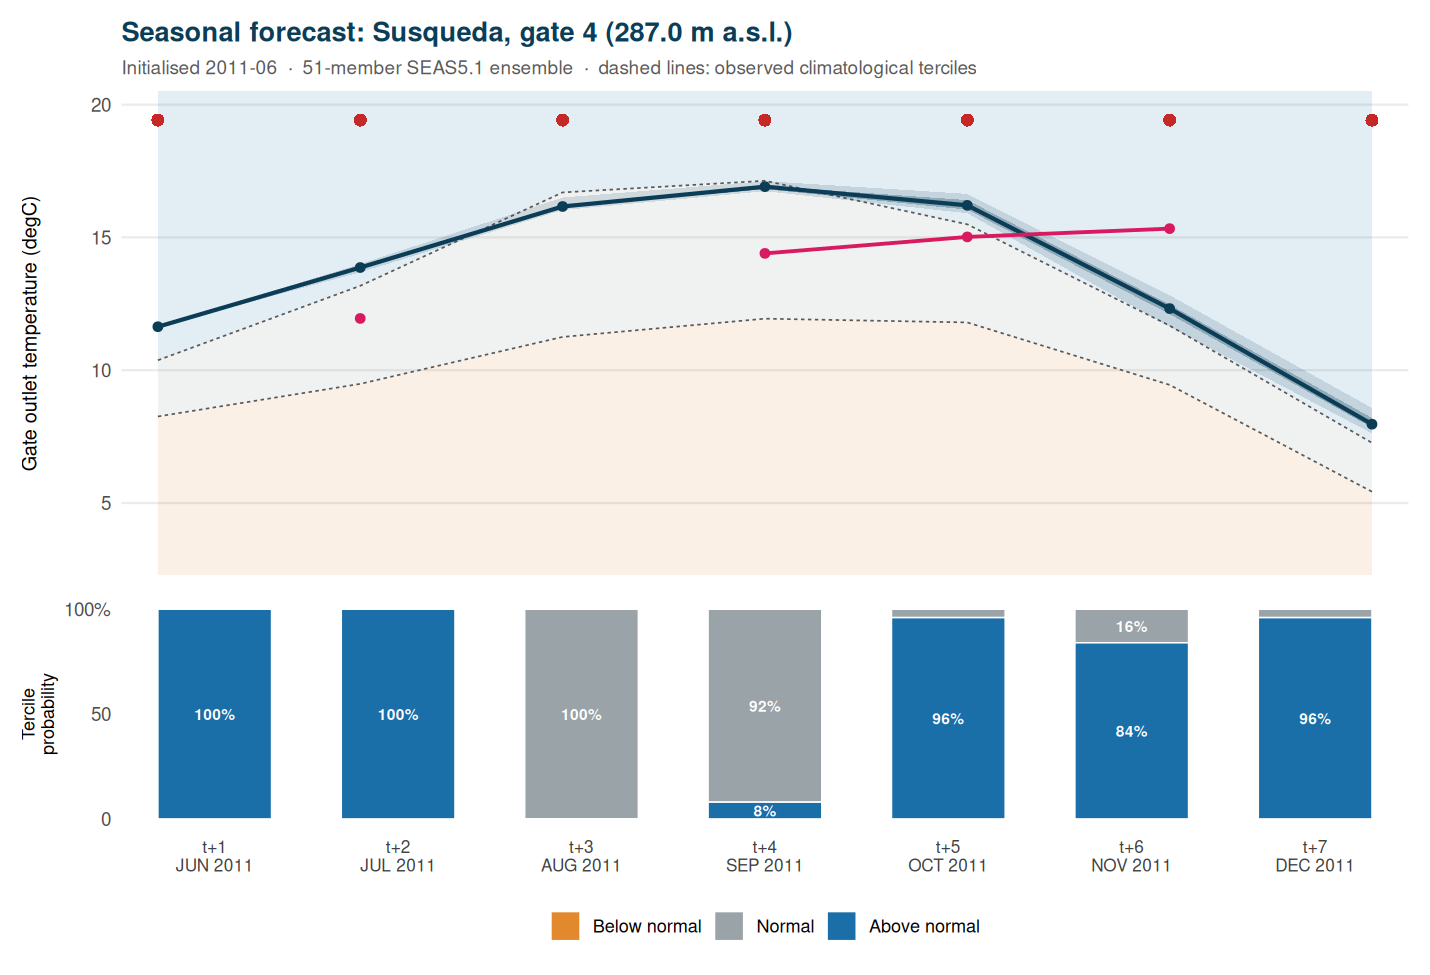 Seasonal forecast: Susqueda, gate 4 (287.0 m a.s.l.)
Initialised 2011-06 · 51-member SEAS5.1 ensemble · dashed lines: observed climatological terciles
Gate outlet temperature (degC)
20
15
10
5
Tercile
probability
100%
50
0
100%
100%
100%
92%
8%
96%
16%
84%
96%
t+1
JUN 2011
t+2
JUL 2011
t+3
AUG 2011
t+4
SEP 2011
t+5
OCT 2011
t+6
NOV 2011
t+7
DEC 2011
Below normal
Normal
Above normal